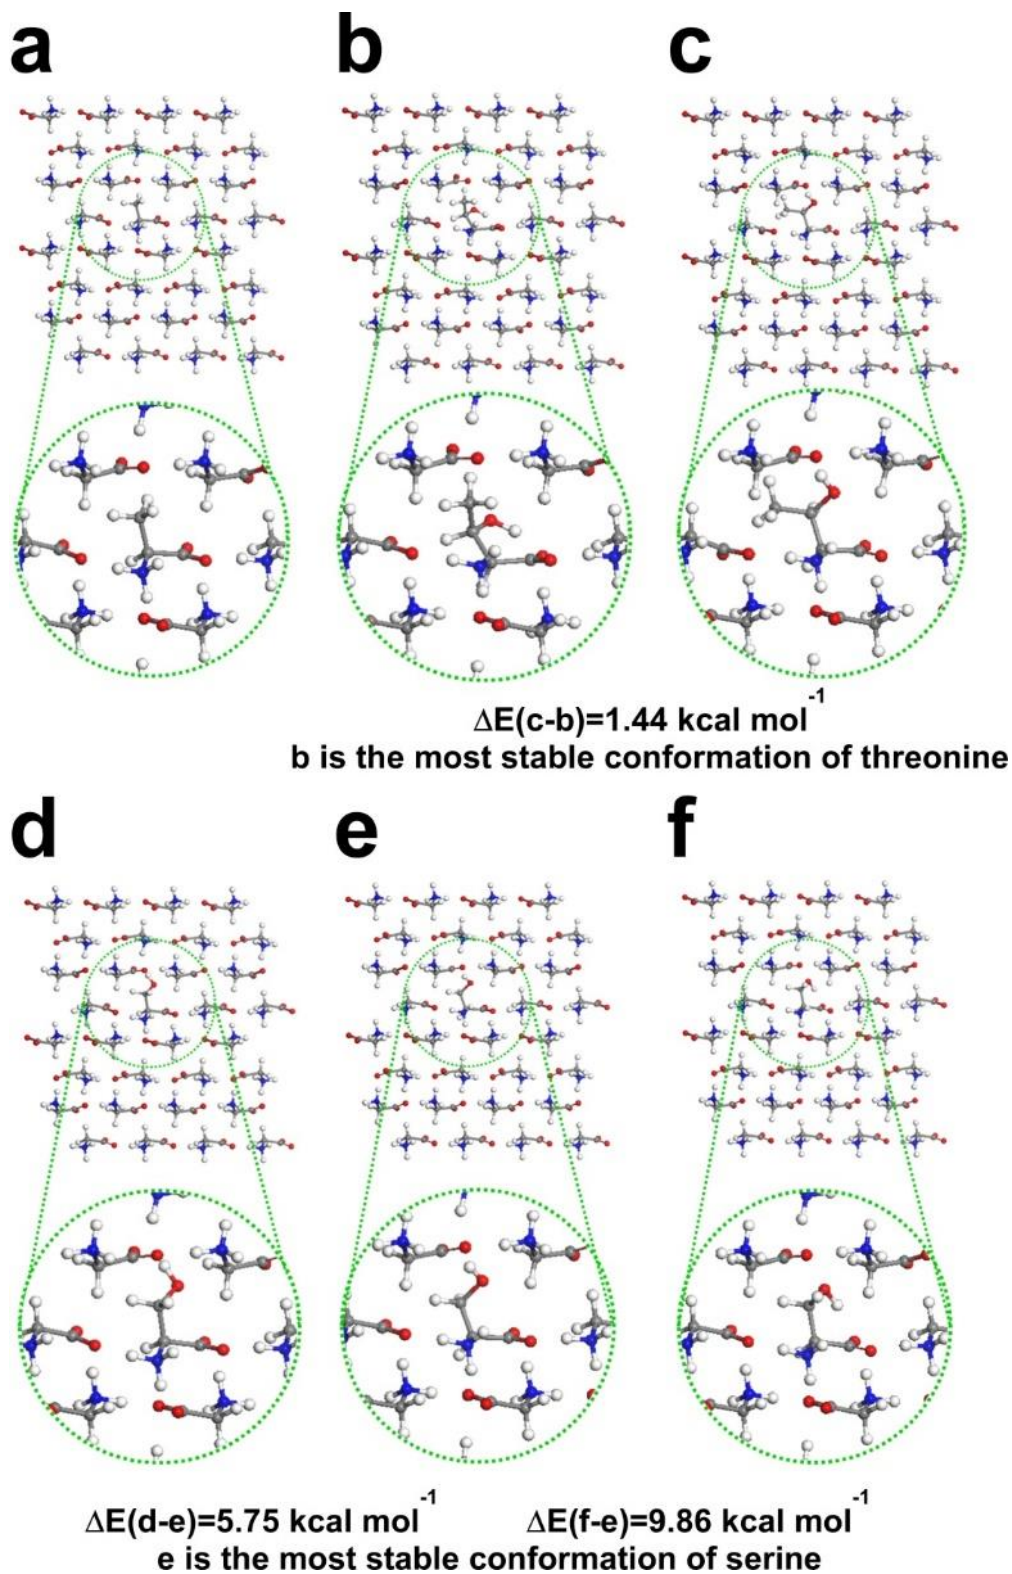 a b c
ΔE(c-b)=1.44 kcal mol⁻¹
b is the most stable conformation of threonine
d e f
ΔE(d-e)=5.75 kcal mol⁻¹ ΔE(f-e)=9.86 kcal mol⁻¹
e is the most stable conformation of serine